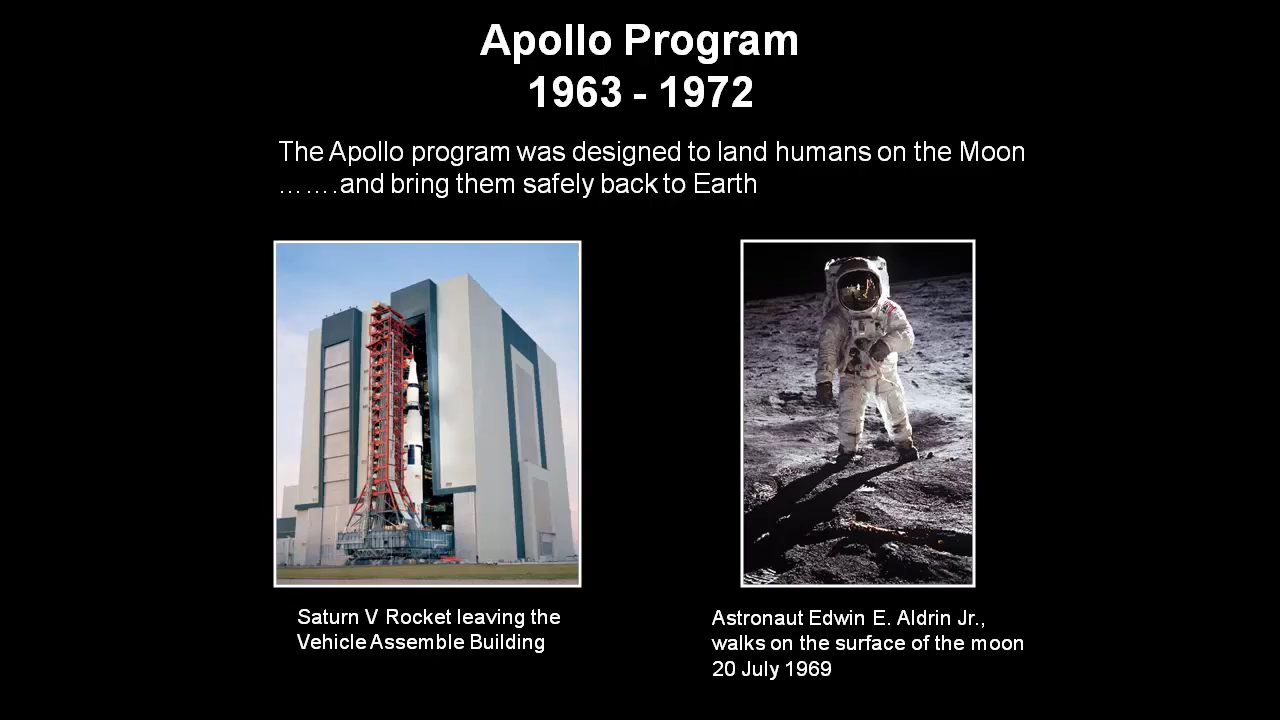 Apollo Program
1963 - 1972
The Apollo program was designed to land humans on the Moon
…….and bring them safely back to Earth
Saturn V Rocket leaving the
Vehicle Assemble Building
Astronaut Edwin E. Aldrin Jr.,
walks on the surface of the moon
20 July 1969